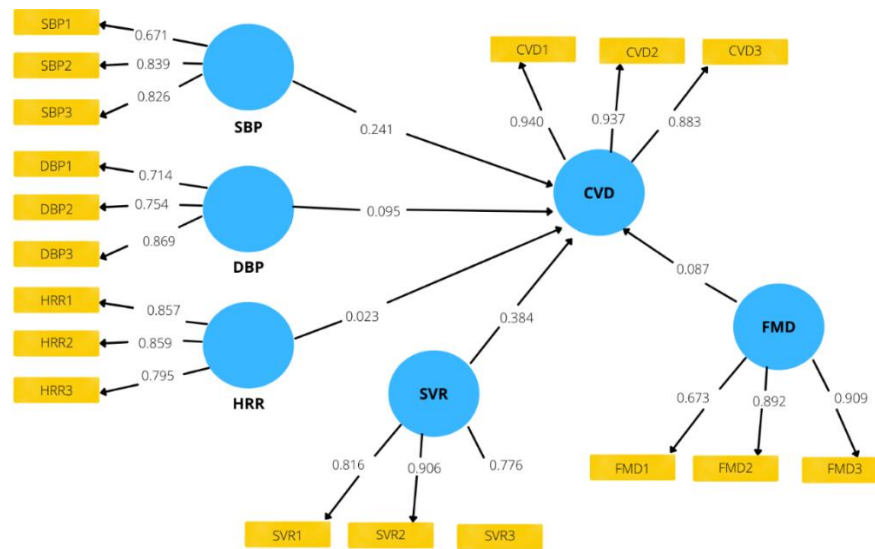 SBP1
0.671
SBP2
0.839
SBP3
0.826
SBP
CVD1
CVD2
CVD3
0.940
0.937
0.883
0.241
CVD
DBP1
0.714
DBP2
0.754
DBP3
0.869
DBP
0.095
HRR1
0.857
HRR2
0.859
HRR3
0.795
HRR
0.023
0.384
0.087
SVR
0.816
0.906
0.776
SVR1
SVR2
SVR3
FMD
0.673
0.892
0.909
FMD1
FMD2
FMD3